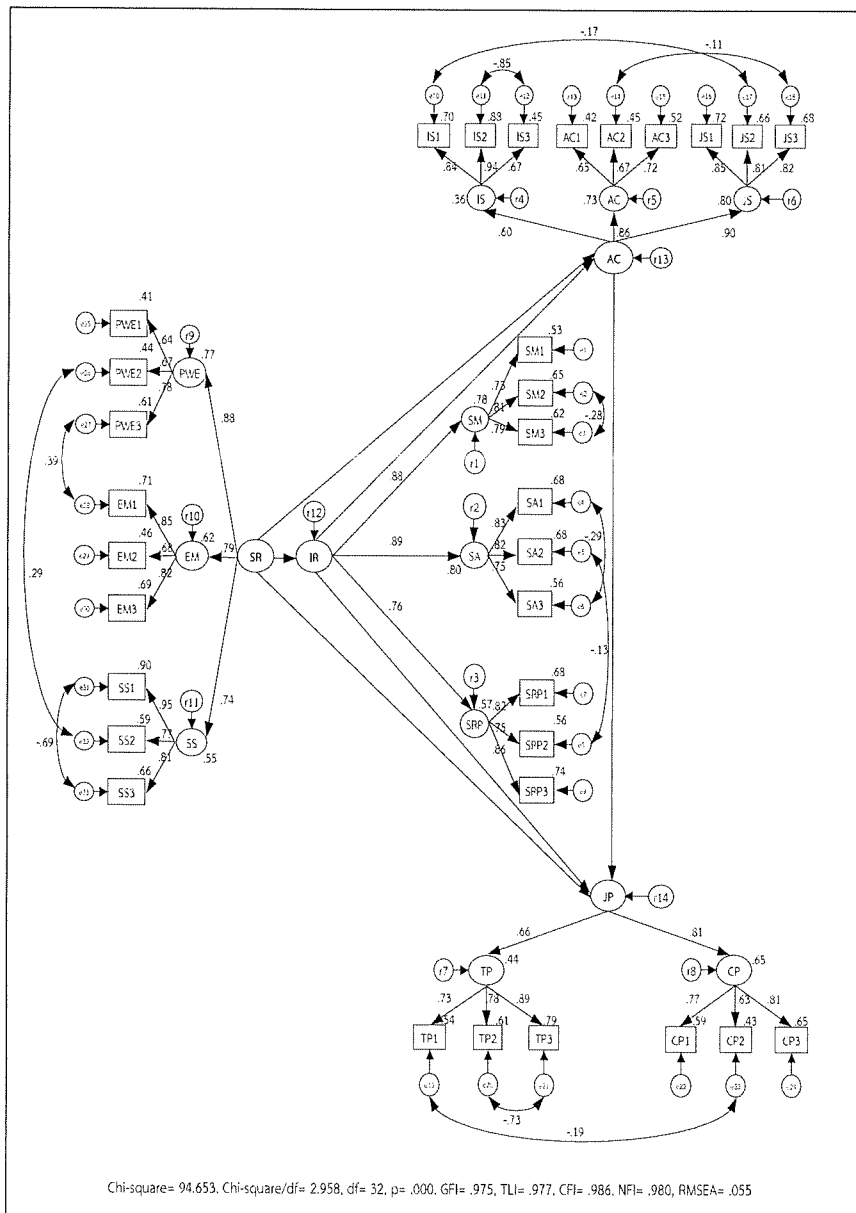 -.17
-.11
-.85
.70 .83 .45 .42 .45 .52 .72 .66 .68
IS1 IS2 IS3 AC1 AC2 AC3 JS1 JS2 JS3
.84 .94 .67 .65 .67 .72 .85 .81 .82
.36 IS r4 .73 AC r5 .80 JS r6
.60 .86 .90
AC r13
.41
PWE1 r9
.64 .77
.44
PWE2 .67 PWE
.78
.61
PWE3
.88
.39
.71
EM1
.85 r10
.46 .62
EM2 .68 EM .79 SR IR r12
.82
.69
EM3
.29
.90
SS1
.95 r11 .74
.59
SS2 .77 SS
.81 .55
-.69
.66
SS3
.53
SM1
.73
.78 .65
SM .81 SM2
-.28
.79 .62
SM3
r1
.88
.68
r2 SA1
.83
.89 SA .82 .68 SA2 -.29
.80 .75
.56
SA3
.76
-.13
r3 .68
.57 .82 SRP1
SRP .75 .56
SRP2
.86
.74
SRP3
JP r14
.66 .81
r7 TP .44 r8 CP .65
.73 .78 .89 .77 .63 .81
.54 .61 .79 .59 .43 .65
TP1 TP2 TP3 CP1 CP2 CP3
-.73
-.19
Chi-square= 94.653, Chi-square/df= 2.958, df= 32, p= .000, GFI= .975, TLI= .977, CFI= .986, NFI= .980, RMSEA= .055